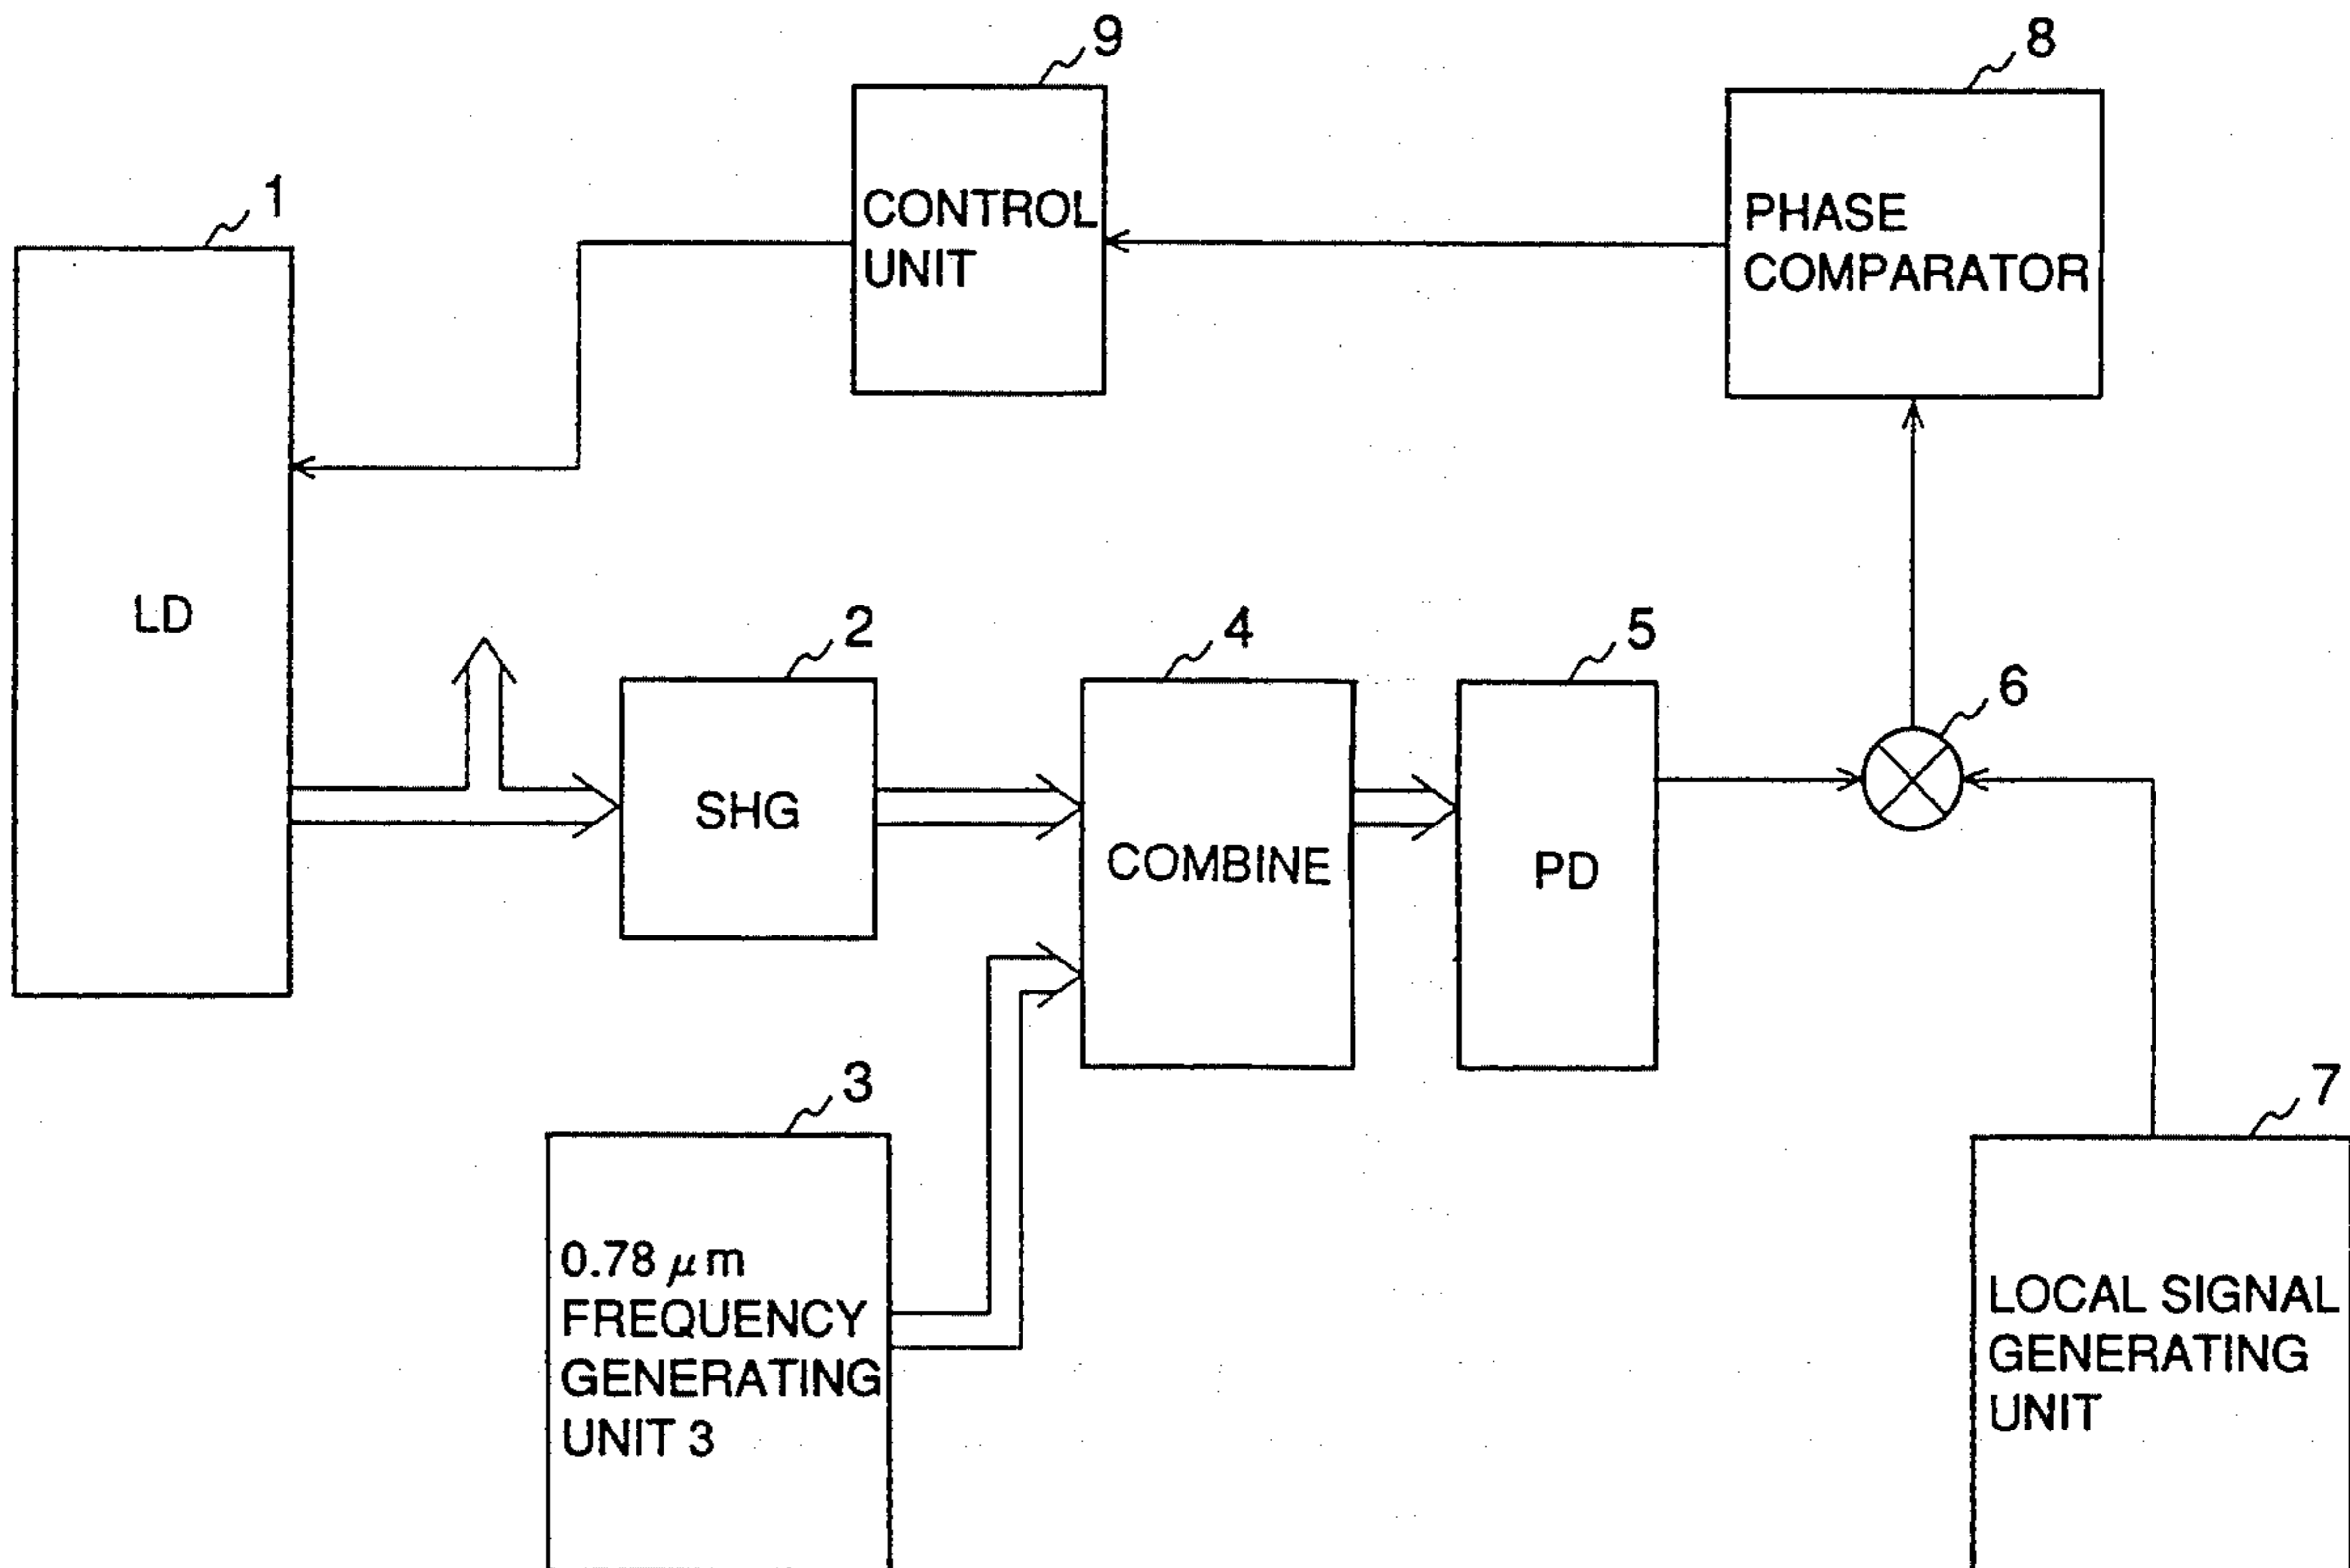 9
8
CONTROL
UNIT
PHASE
COMPARATOR
1
LD
2
SHG
4
COMBINE
5
PD
6
3
0.78 μm
FREQUENCY
GENERATING
UNIT 3
7
LOCAL SIGNAL
GENERATING
UNIT